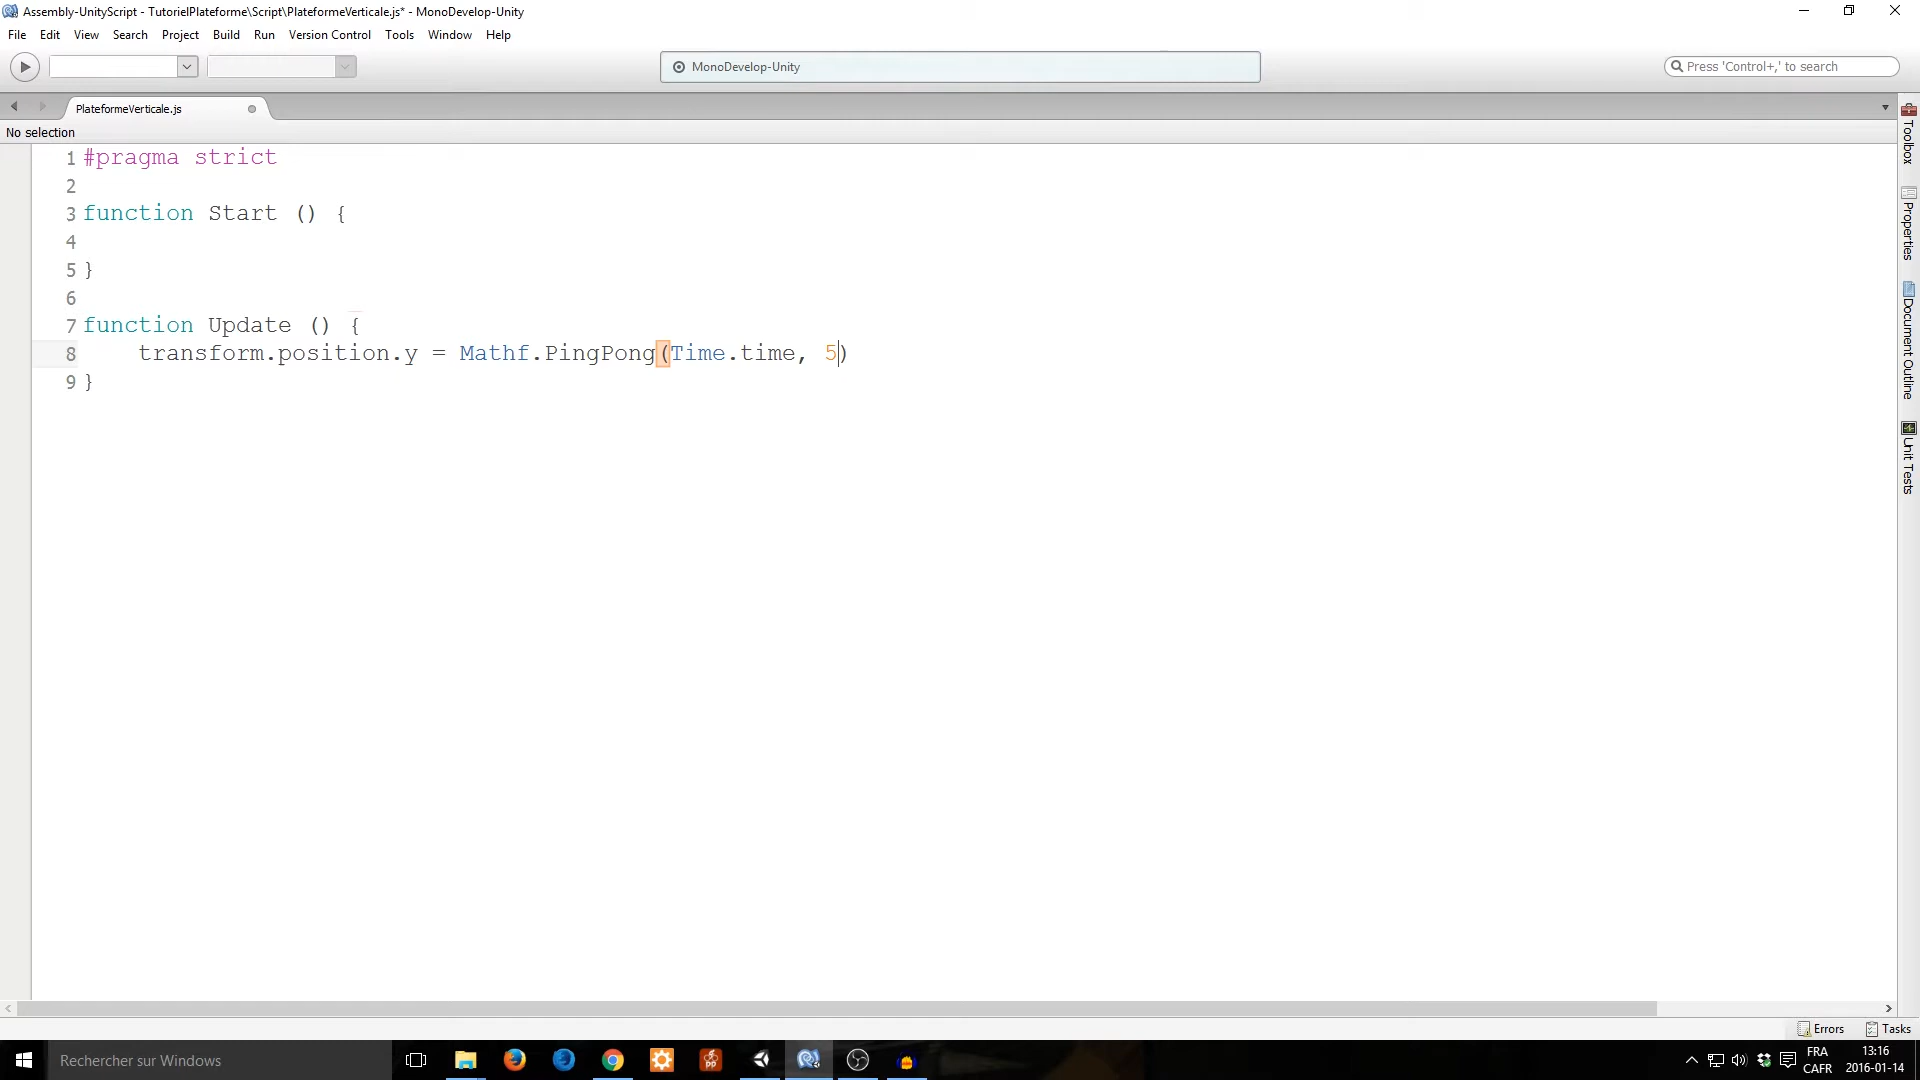 Assembly-UnityScript - TutorielPlateforme\Script\PlateformeVerticale.js* - MonoDevelop-Unity
File Edit View Search Project Build Run Version Control Tools Window Help
MonoDevelop-Unity
Press 'Control+,' to search
PlateformeVerticale.js
No selection
1 #pragma strict
2
3 function Start () {
4
5 }
6
7 function Update () {
8     transform.position.y = Mathf.PingPong(Time.time, 5)
9 }
Toolbox
Properties
Document Outline
Unit Tests
Errors Tasks
Rechercher sur Windows
FRA
CAFR
13:16
2016-01-14